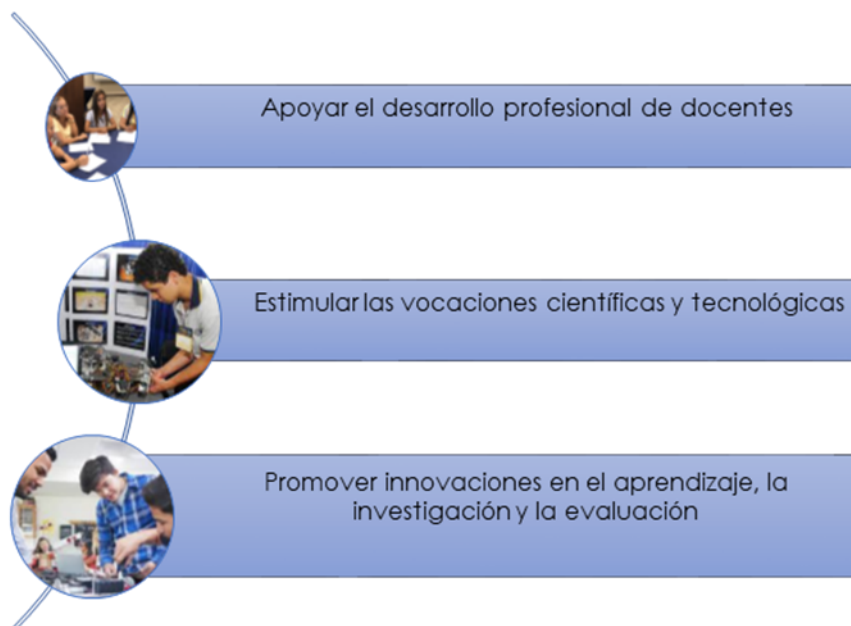 Apoyar el desarrollo profesional de docentes
Estimular las vocaciones científicas y tecnológicas
Promover innovaciones en el aprendizaje, la
investigación y la evaluación